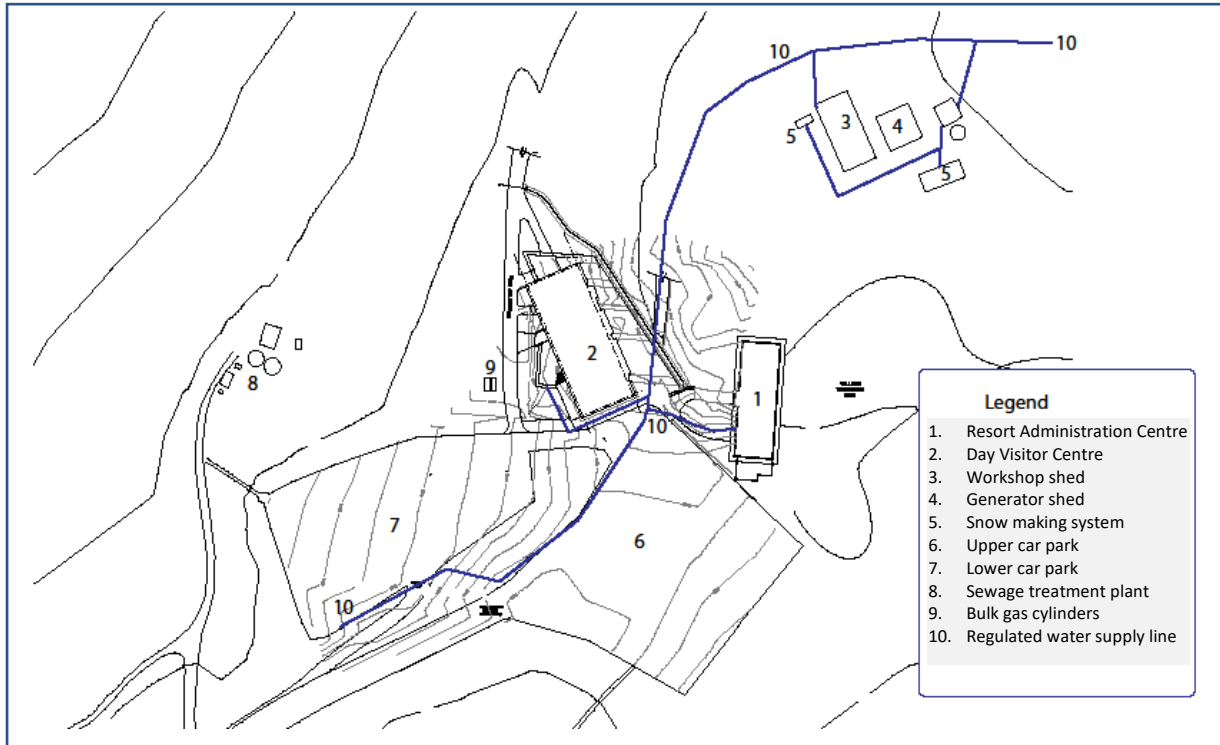 10
10
3
4
5
5
2
1
9
8
10
7
6
10
Legend
1. Resort Administration Centre
2. Day Visitor Centre
3. Workshop shed
4. Generator shed
5. Snow making system
6. Upper car park
7. Lower car park
8. Sewage treatment plant
9. Bulk gas cylinders
10. Regulated water supply line